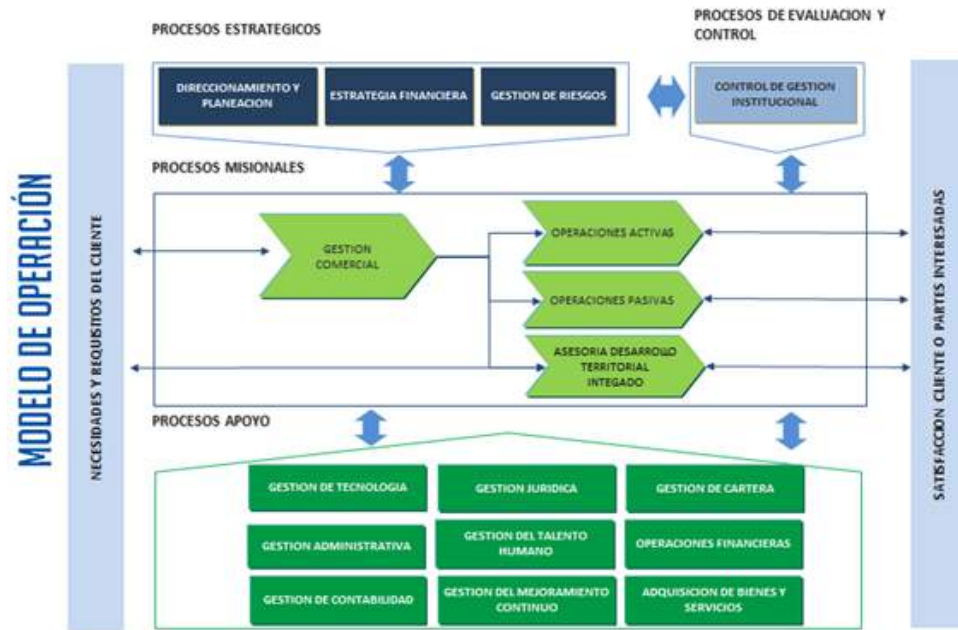 PROCESOS ESTRATEGICOS
PROCESOS DE EVALUACION Y
CONTROL
DIRECCIONAMIENTO Y
PLANEACION
ESTRATEGIA FINANCIERA
GESTION DE RIESGOS
CONTROL DE GESTION
INSTITUCIONAL
MODELO DE OPERACIÓN
NECESIDADES Y REQUISITOS DEL CLIENTE
PROCESOS MISIONALES
GESTION
COMERCIAL
OPERACIONES ACTIVAS
OPERACIONES PASIVAS
ASESORIA DESARROLLO
TERRITORIAL
INTEGADO
SATISFACCION CLIENTE O PARTES INTERESADAS
PROCESOS APOYO
GESTION DE TECNOLOGIA
GESTION JURIDICA
GESTION DE CARTERA
GESTION ADMINISTRATIVA
GESTION DEL TALENTO
HUMANO
OPERACIONES FINANCIERAS
GESTION DE CONTABILIDAD
GESTION DEL MEJORAMIENTO
CONTINUO
ADQUISICION DE BIENES Y
SERVICIOS